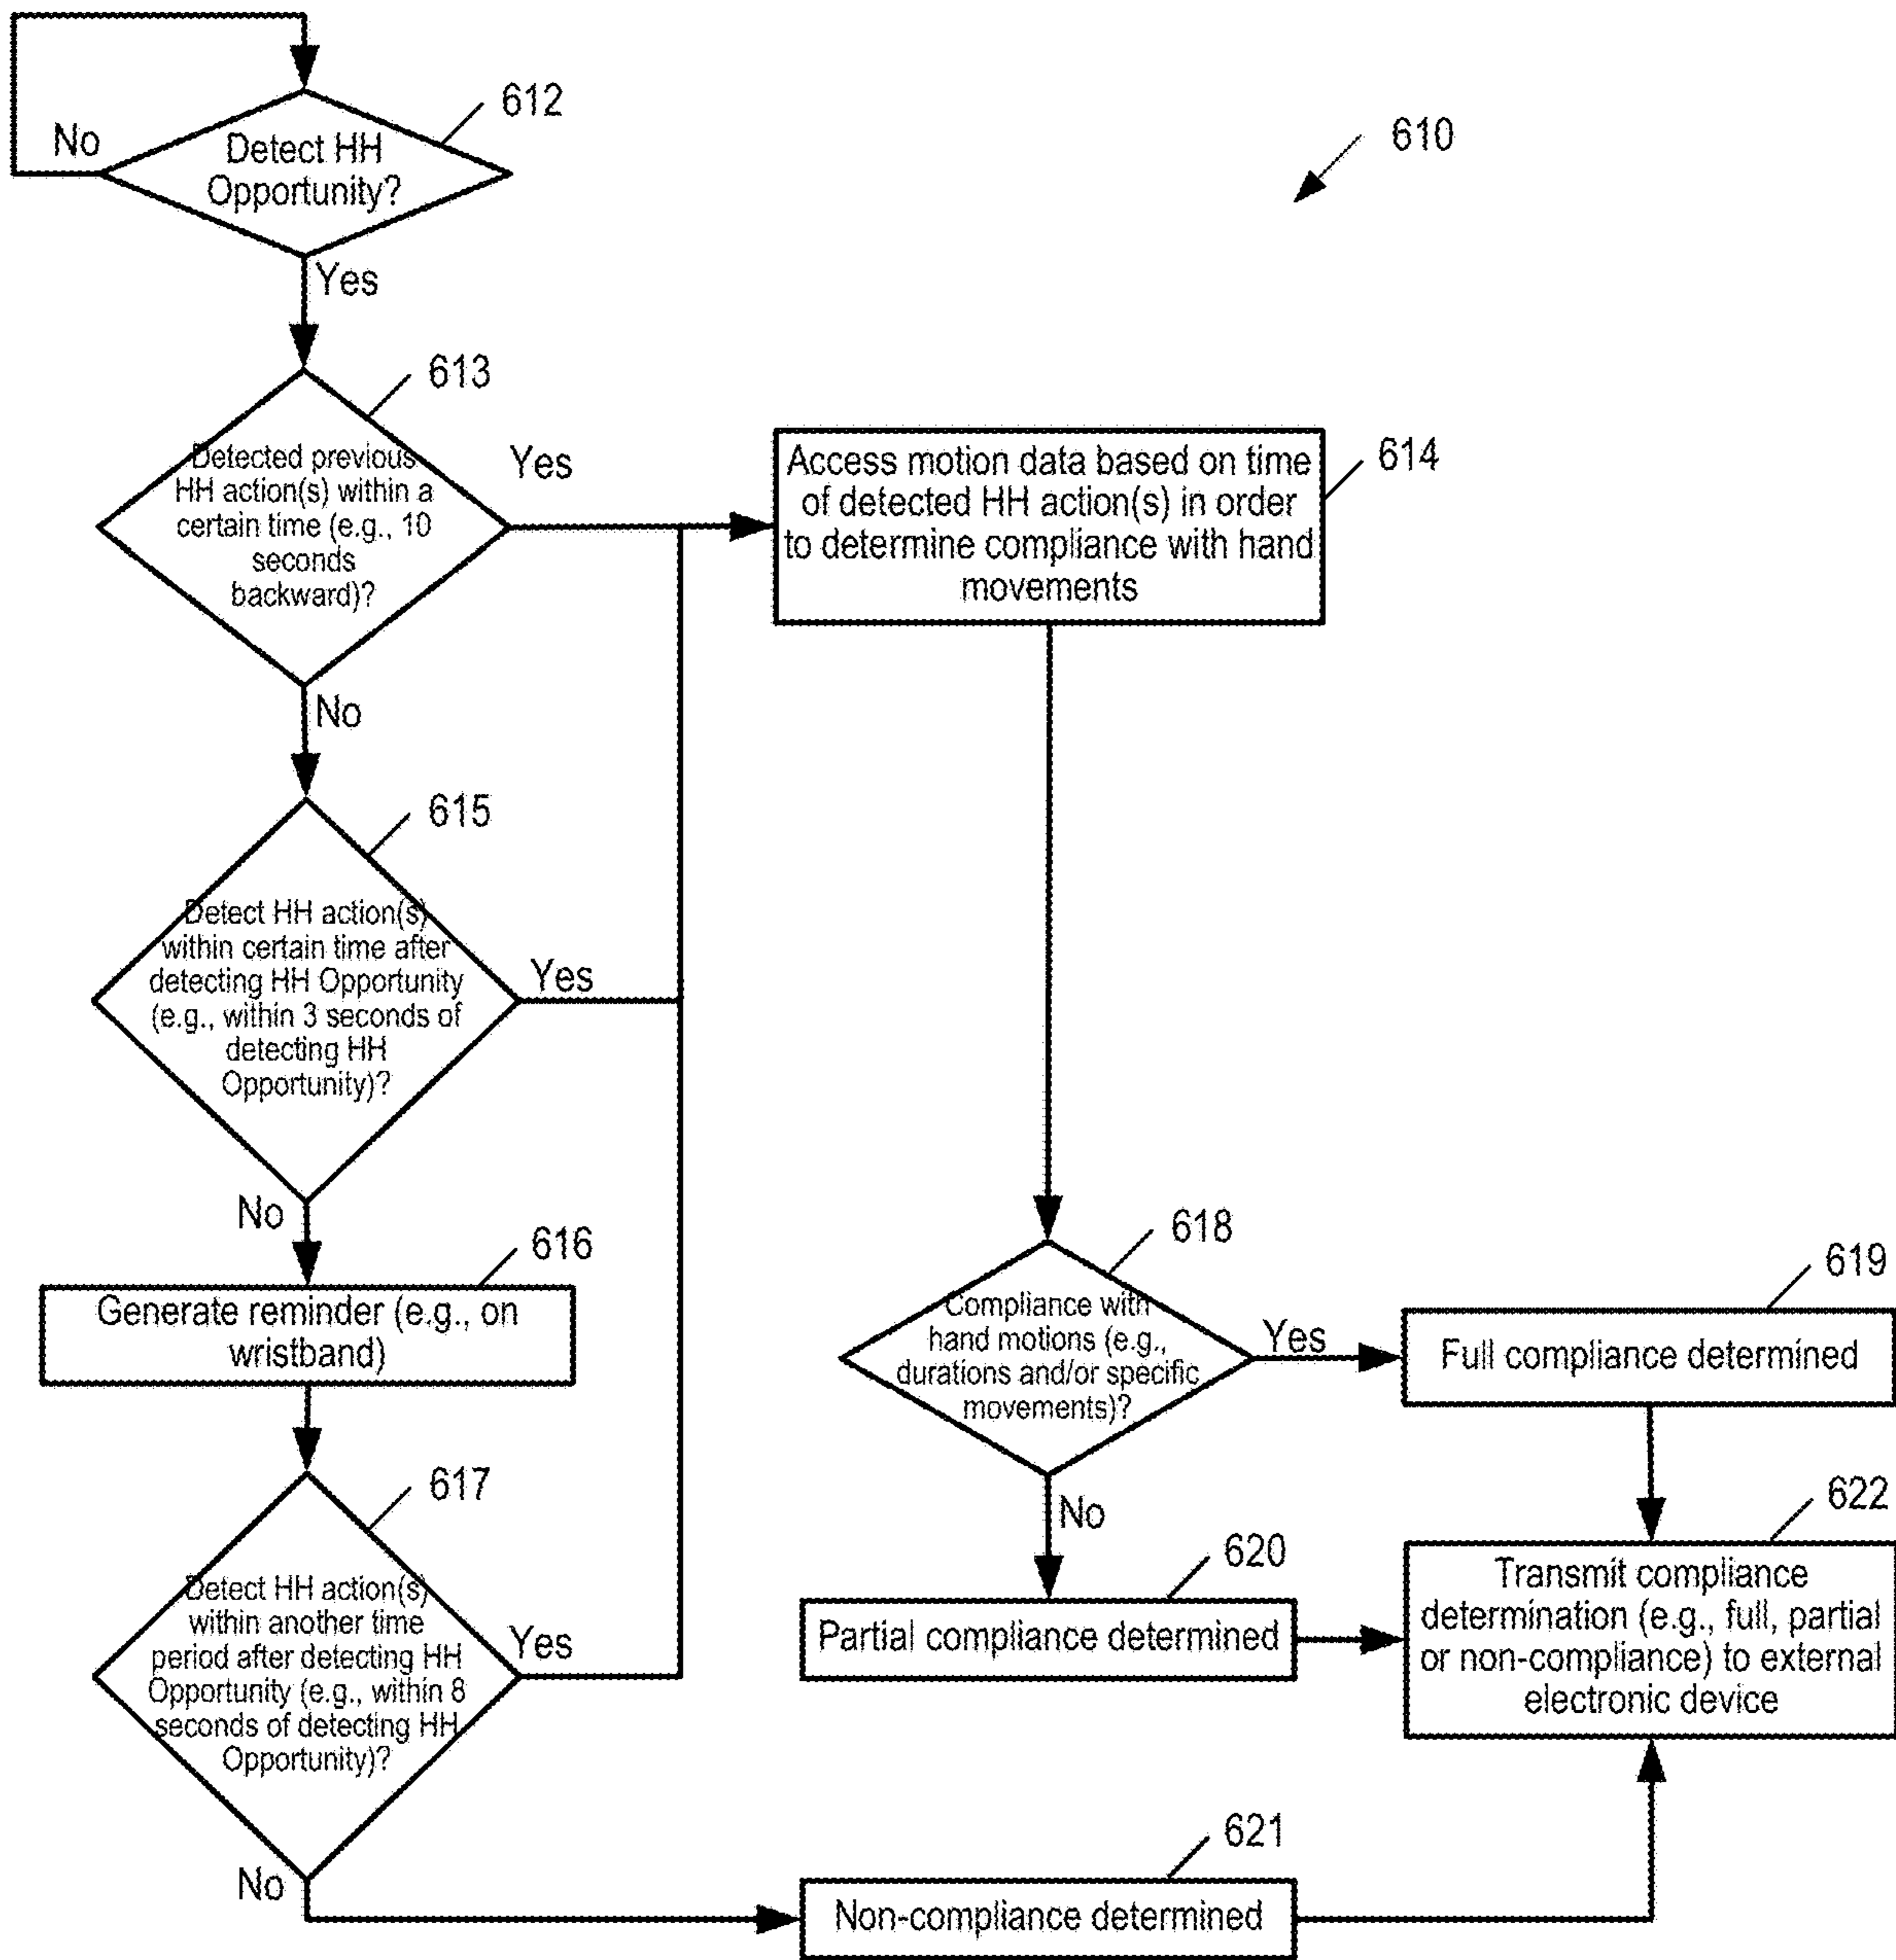 612
No
Detect HH
Opportunity?
610
Yes
613
Detected previous
HH action(s) within a
certain time (e.g., 10
seconds
backward)?
Yes
Access motion data based on time
of detected HH action(s) in order
to determine compliance with hand
movements
614
No
615
Detect HH action(s)
within certain time after
detecting HH Opportunity
(e.g., within 3 seconds of
detecting HH
Opportunity)?
Yes
No
616
Generate reminder (e.g., on
wristband)
617
Detect HH action(s)
within another time
period after detecting HH
Opportunity (e.g., within 8
seconds of detecting HH
Opportunity)?
Yes
No
618
Compliance with
hand motions (e.g.,
durations and/or specific
movements)?
Yes
619
Full compliance determined
No
620
Partial compliance determined
622
Transmit compliance
determination (e.g., full, partial
or non-compliance) to external
electronic device
621
Non-compliance determined